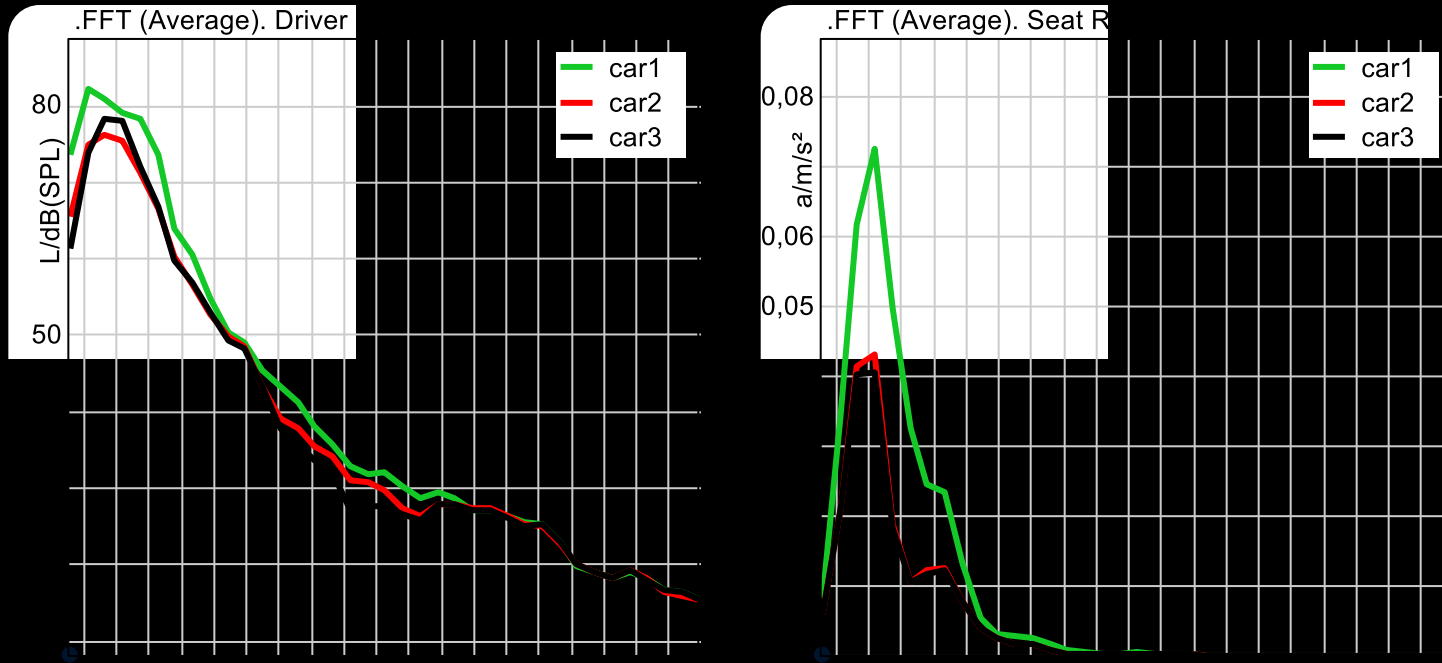 .FFT (Average). Driver
80
L/dB(SPL)
50
car1
car2
car3
.FFT (Average). Seat R
0,08
a/m/s²
0,06
0,05
car1
car2
car3